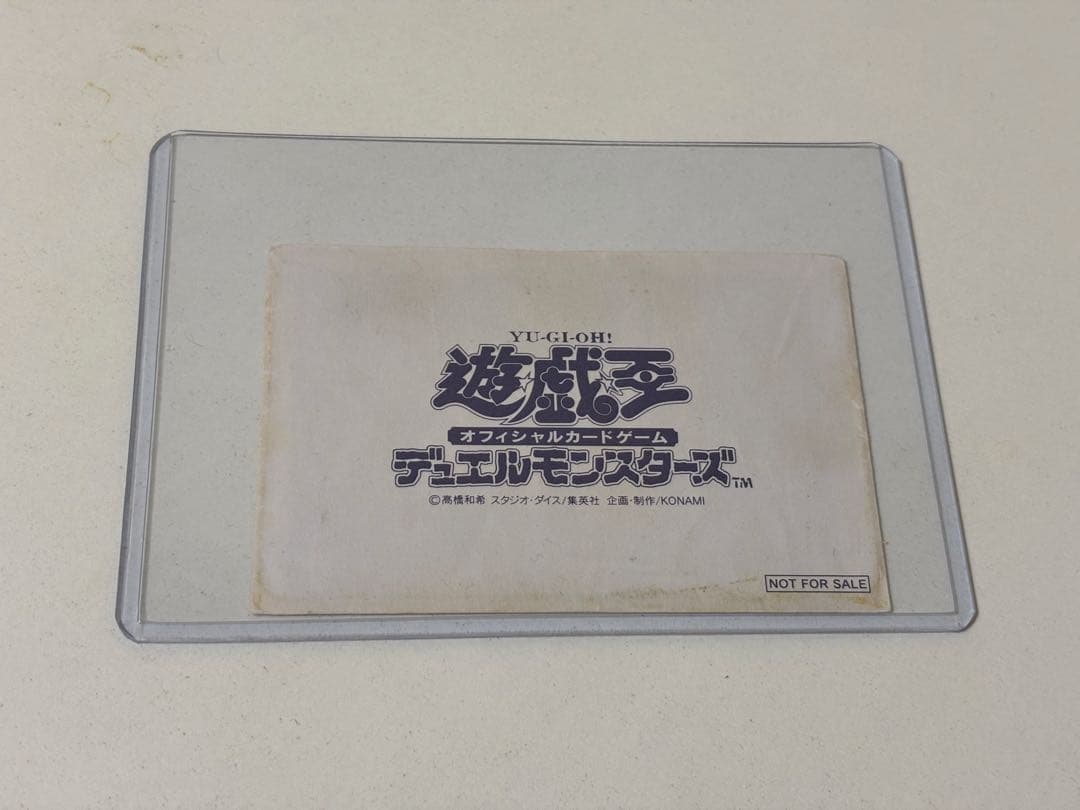 YU-GI-OH!
遊戯王
オフィシャルカードゲーム
デュエルモンスターズ™
©高橋和希 スタジオ・ダイス/集英社 企画・制作/KONAMI
NOT FOR SALE